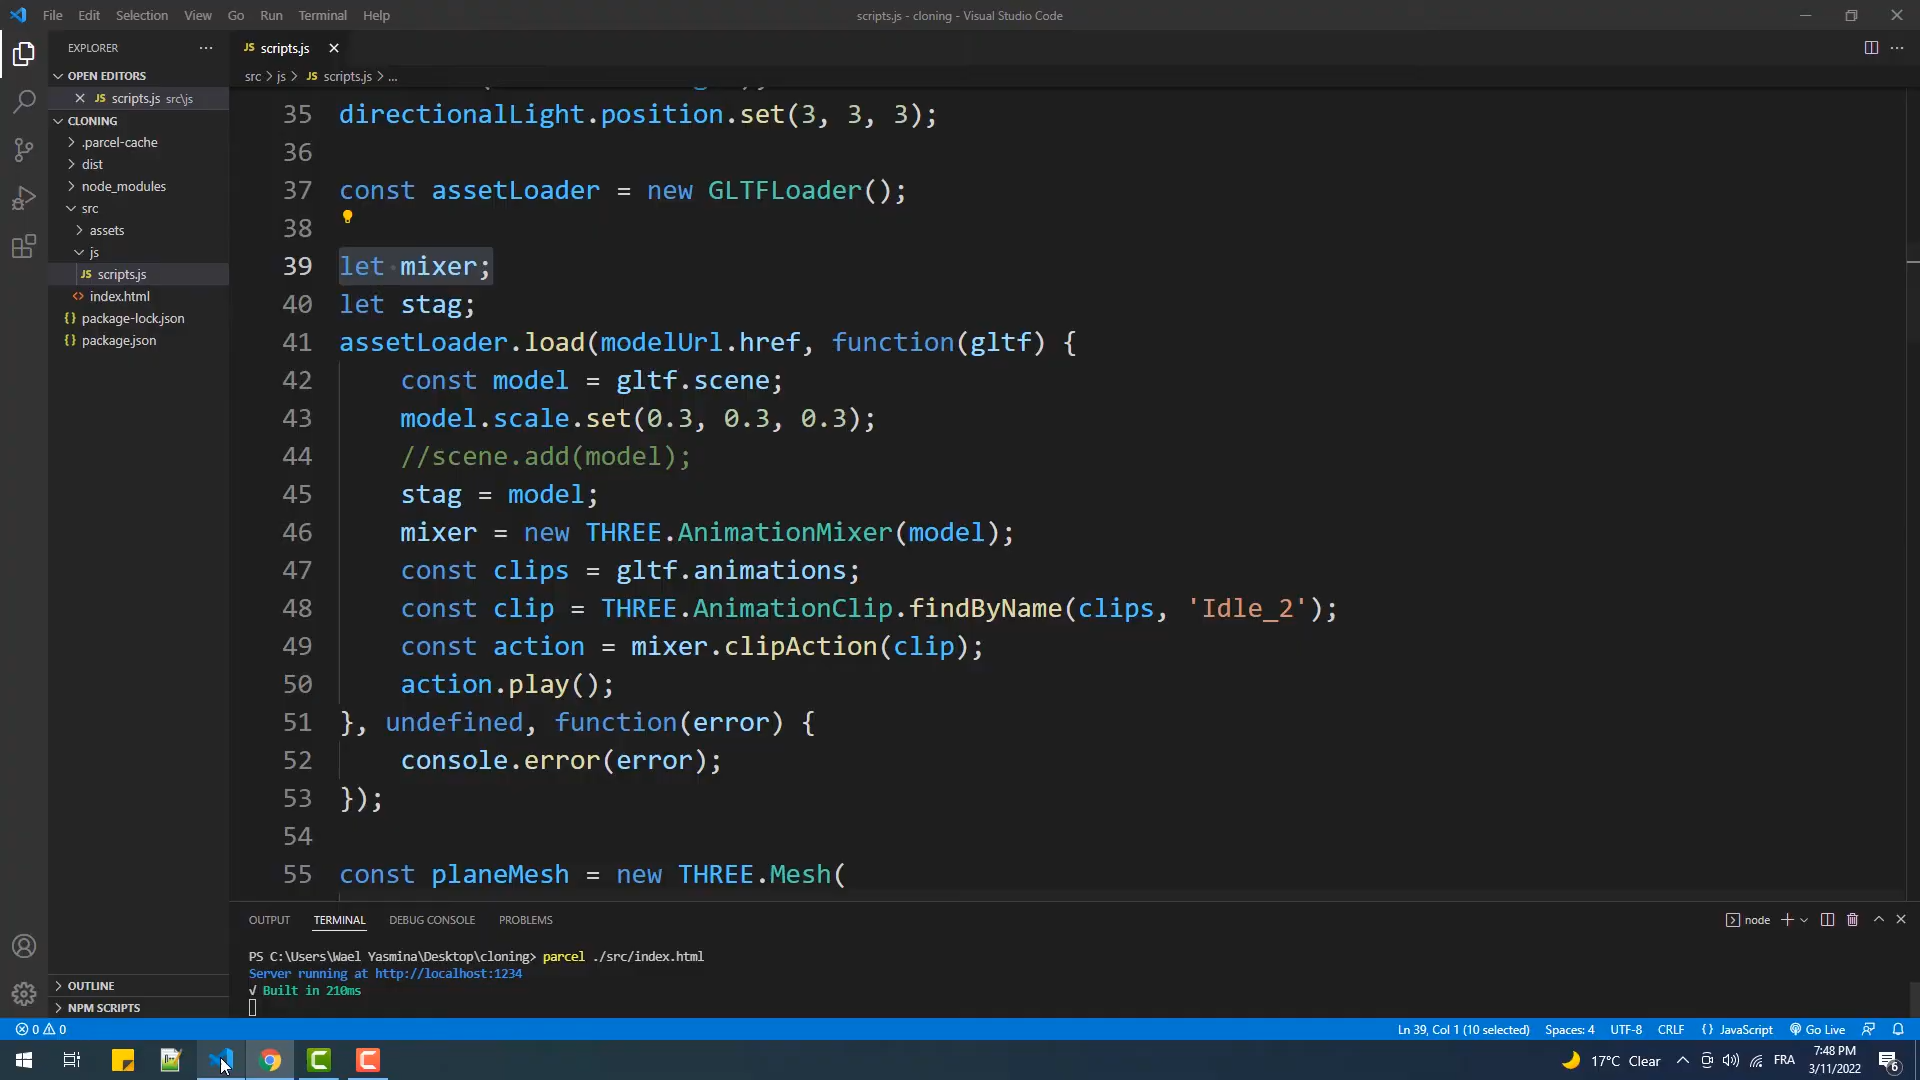 File Edit Selection View Go Run Terminal Help
scripts.js - cloning - Visual Studio Code
EXPLORER
OPEN EDITORS
JS scripts.js src\js
CLONING
.parcel-cache
dist
node_modules
src
assets
js
JS scripts.js
index.html
package-lock.json
package.json
OUTLINE
NPM SCRIPTS
JS scripts.js
src > js > JS scripts.js > ...
35 directionalLight.position.set(3, 3, 3);
36
37 const assetLoader = new GLTFLoader();
38
39 let mixer;
40 let stag;
41 assetLoader.load(modelUrl.href, function(gltf) {
42 const model = gltf.scene;
43 model.scale.set(0.3, 0.3, 0.3);
44 //scene.add(model);
45 stag = model;
46 mixer = new THREE.AnimationMixer(model);
47 const clips = gltf.animations;
48 const clip = THREE.AnimationClip.findByName(clips, 'Idle_2');
49 const action = mixer.clipAction(clip);
50 action.play();
51 }, undefined, function(error) {
52 console.error(error);
53 });
54
55 const planeMesh = new THREE.Mesh(
OUTPUT TERMINAL DEBUG CONSOLE PROBLEMS
node
PS C:\Users\Wael Yasmina\Desktop\cloning> parcel ./src/index.html
Server running at http://localhost:1234
√ Built in 210ms
0 0
Ln 39, Col 1 (10 selected) Spaces: 4 UTF-8 CRLF {} JavaScript Go Live
17°C Clear
FRA
7:48 PM
3/11/2022
6